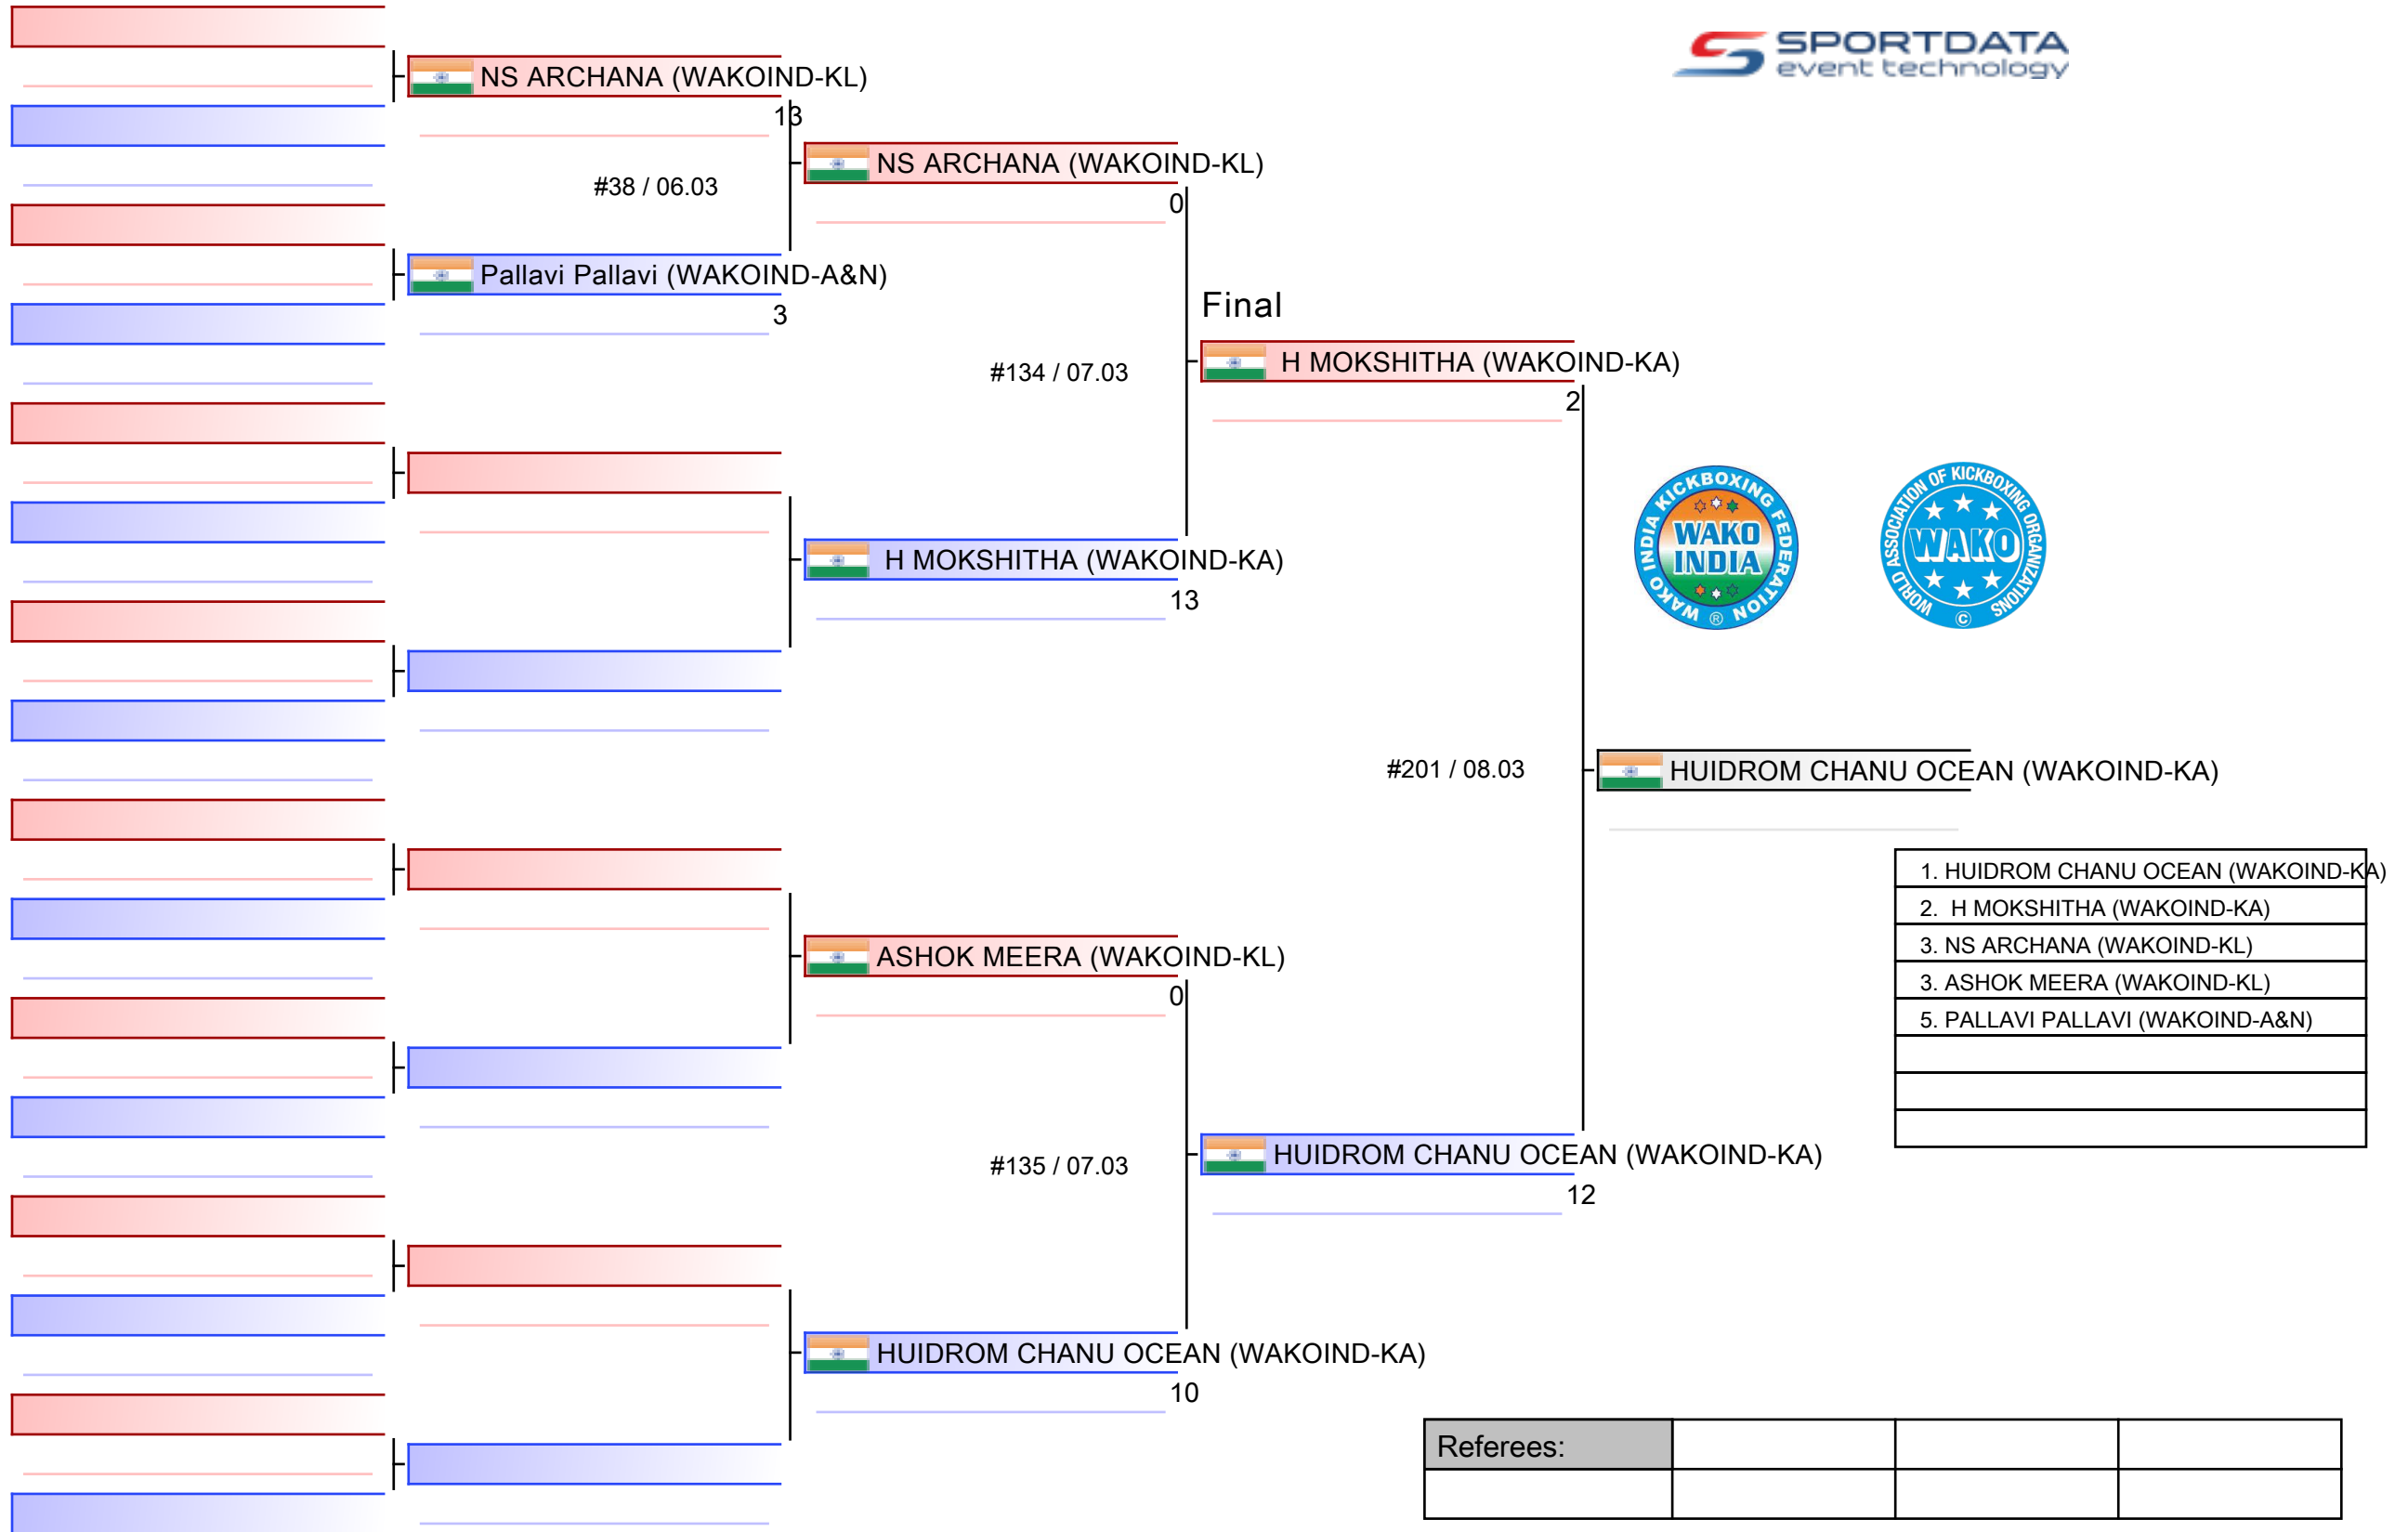 SPORTDATA
event technology
NS ARCHANA (WAKOIND-KL)
13
#38 / 06.03
Pallavi Pallavi (WAKOIND-A&N)
3
NS ARCHANA (WAKOIND-KL)
0
#134 / 07.03
H MOKSHITHA (WAKOIND-KA)
13
Final
H MOKSHITHA (WAKOIND-KA)
2
#201 / 08.03
HUIDROM CHANU OCEAN (WAKOIND-KA)
ASHOK MEERA (WAKOIND-KL)
0
#135 / 07.03
HUIDROM CHANU OCEAN (WAKOIND-KA)
10
HUIDROM CHANU OCEAN (WAKOIND-KA)
12
WAKO INDIA KICKBOXING FEDERATION
WAKO
INDIA
®
WORLD ASSOCIATION OF KICKBOXING ORGANIZATIONS
WAKO
©
1. HUIDROM CHANU OCEAN (WAKOIND-KA)
2. H MOKSHITHA (WAKOIND-KA)
3. NS ARCHANA (WAKOIND-KL)
3. ASHOK MEERA (WAKOIND-KL)
5. PALLAVI PALLAVI (WAKOIND-A&N)
Referees: